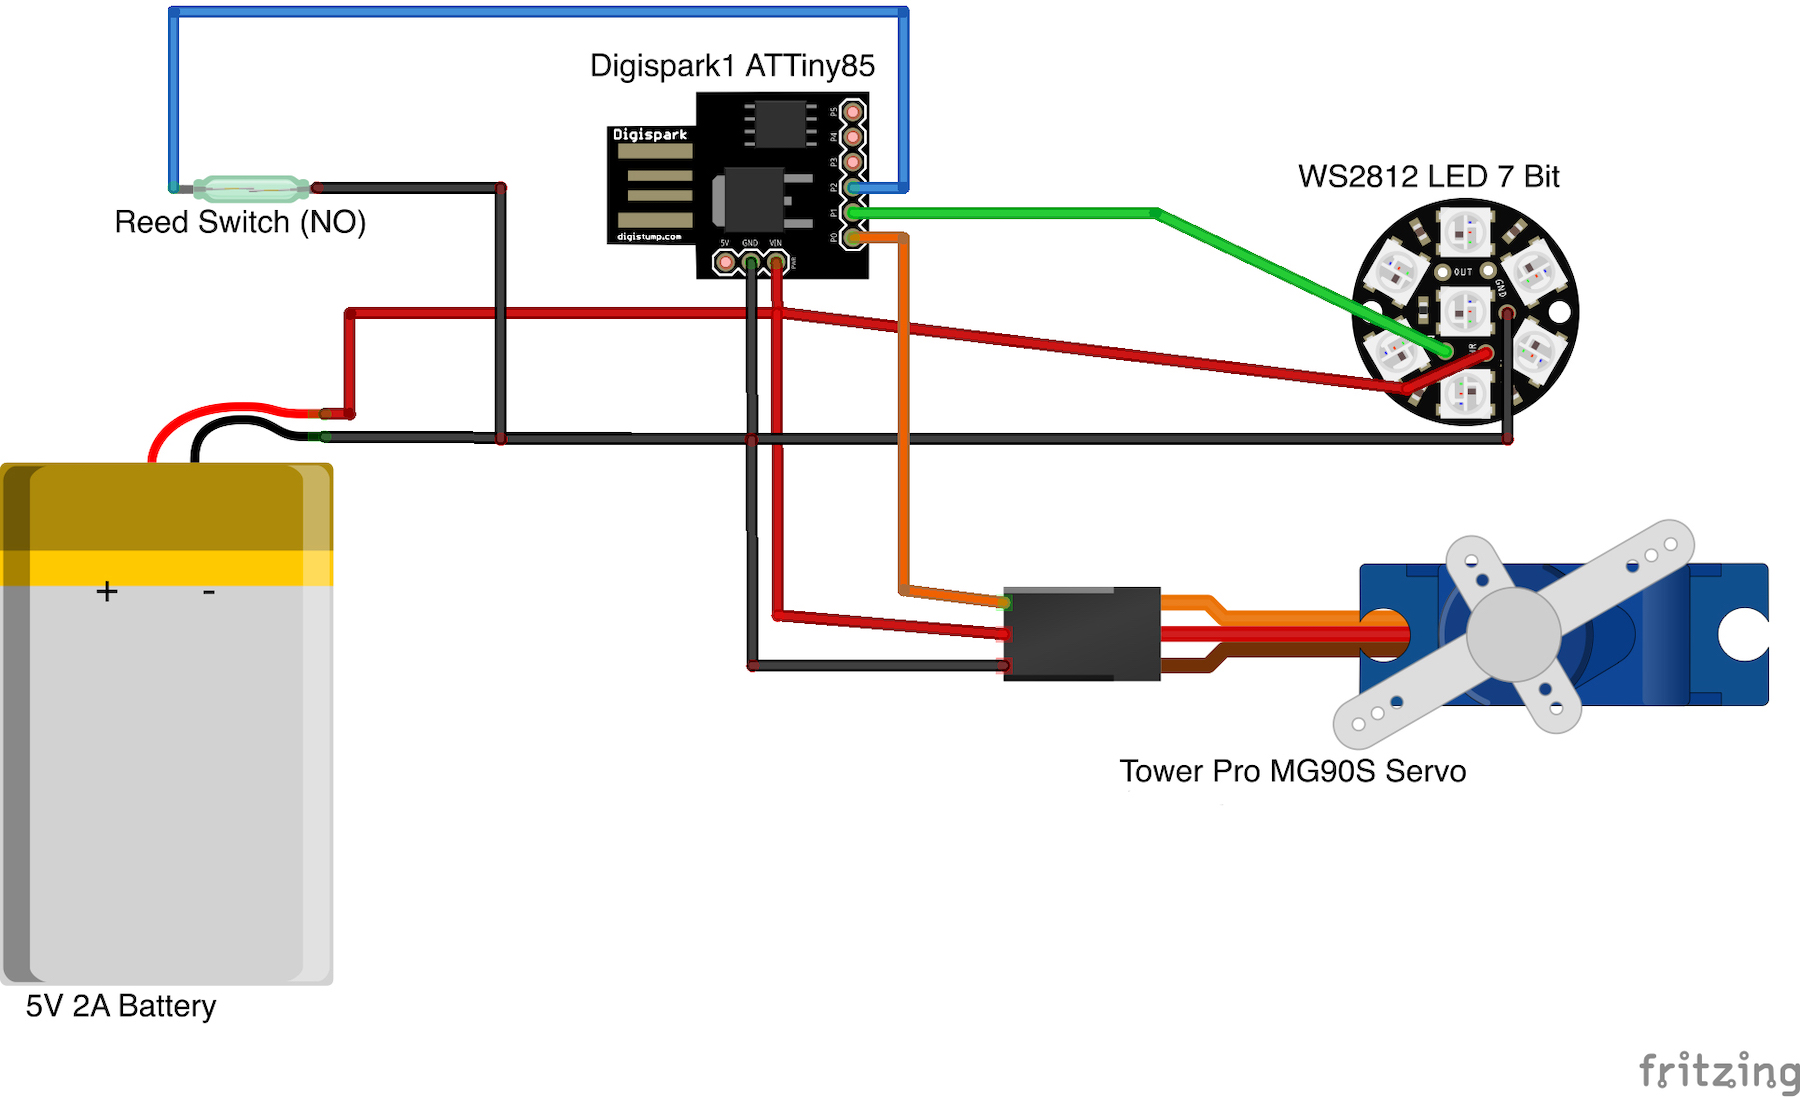 Digispark1 ATTiny85
Digispark
P5
P4
P3
P2
P1
P0
digistump.com
5V
GND
VIN
PWR
Reed Switch (NO)
WS2812 LED 7 Bit
OUT
GND
+ -
5V 2A Battery
Tower Pro MG90S Servo
fritzing